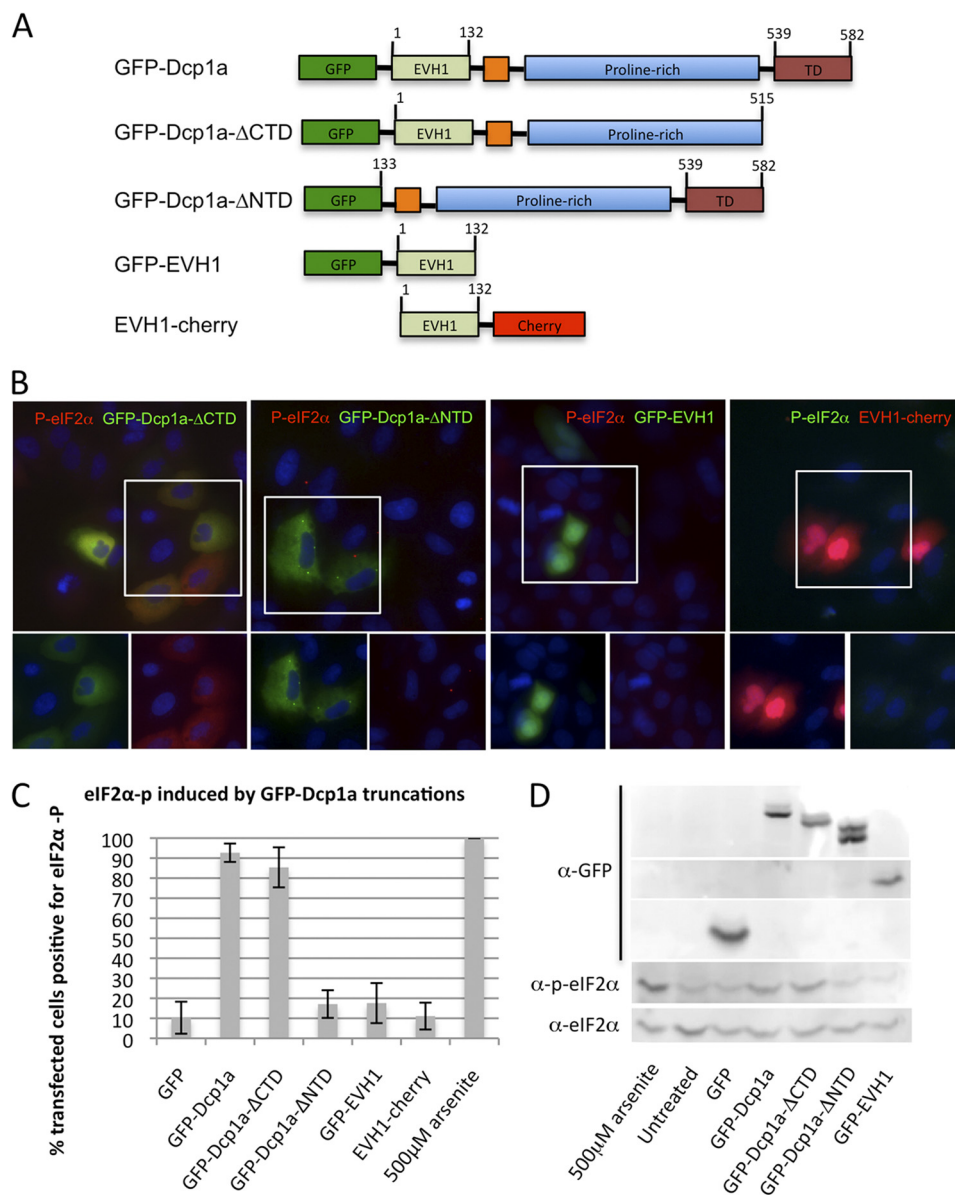 A
GFP-Dcp1a
GFP
1
132
EVH1
Proline-rich
539
582
TD
GFP-Dcp1a-ΔCTD
GFP
1
EVH1
Proline-rich
515
GFP-Dcp1a-ΔNTD
GFP
133
Proline-rich
539
582
TD
GFP-EVH1
GFP
1
132
EVH1
EVH1-cherry
1
132
EVH1
Cherry
B
P-eIF2α GFP-Dcp1a-ΔCTD
P-eIF2α GFP-Dcp1a-ΔNTD
P-eIF2α GFP-EVH1
P-eIF2α EVH1-cherry
C
eIF2α-p induced by GFP-Dcp1a truncations
% transfected cells positive for eIF2α -P
100
90
80
70
60
50
40
30
20
10
0
GFP
GFP-Dcp1a
GFP-Dcp1a-ΔCTD
GFP-Dcp1a-ΔNTD
GFP-EVH1
EVH1-cherry
500µM arsenite
D
α-GFP
α-p-eIF2α
α-eIF2α
500µM arsenite
Untreated
GFP
GFP-Dcp1a
GFP-Dcp1a-ΔCTD
GFP-Dcp1a-ΔNTD
GFP-EVH1